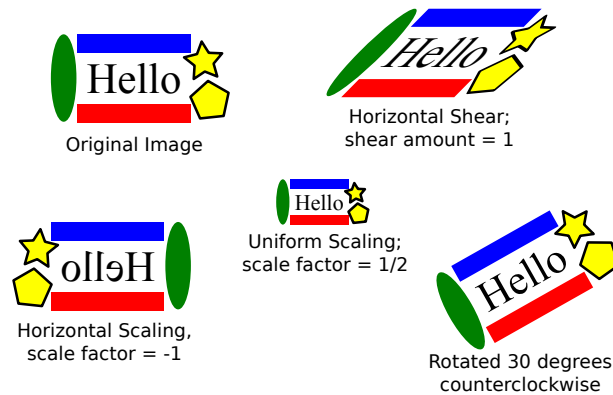 Hello
Original Image
Hello
Horizontal Shear;
shear amount = 1
Hello
Uniform Scaling;
scale factor = 1/2
Hello
Horizontal Scaling,
scale factor = -1
Hello
Rotated 30 degrees
counterclockwise